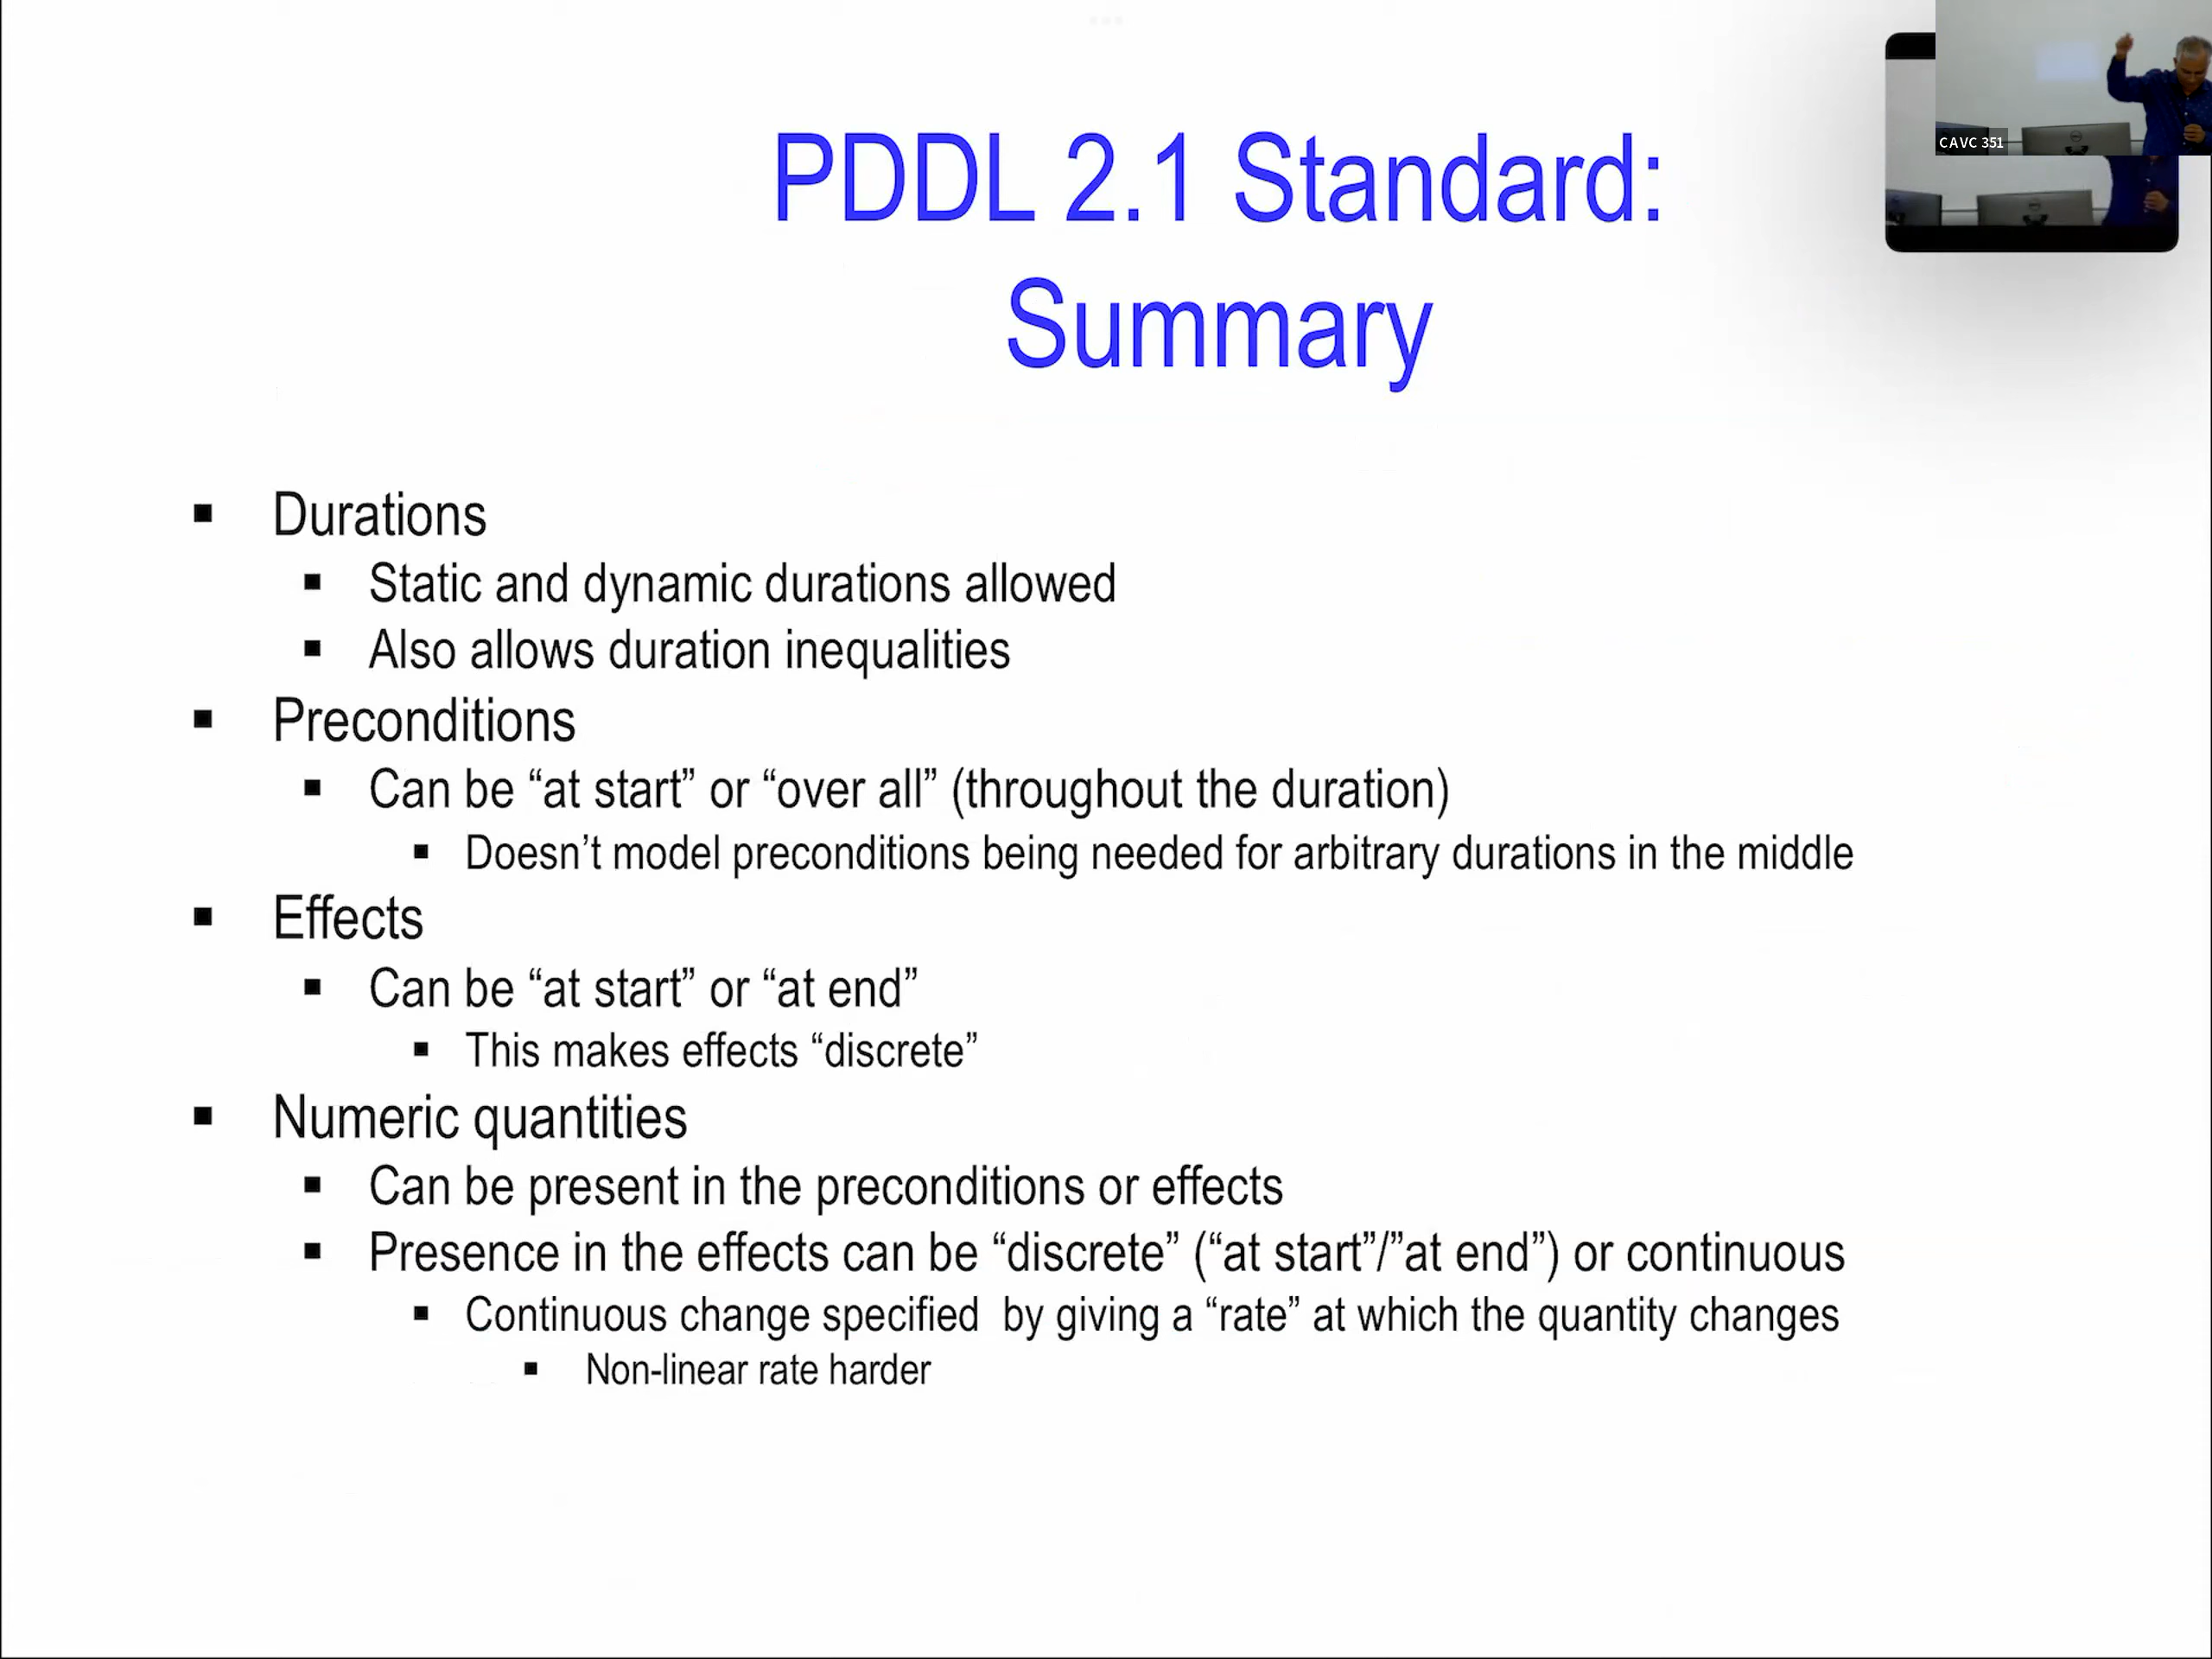 CAVC 351
PDDL 2.1 Standard:
Summary
▪ Durations
▪ Static and dynamic durations allowed
▪ Also allows duration inequalities
▪ Preconditions
▪ Can be “at start” or “over all” (throughout the duration)
▪ Doesn’t model preconditions being needed for arbitrary durations in the middle
▪ Effects
▪ Can be “at start” or “at end”
▪ This makes effects “discrete”
▪ Numeric quantities
▪ Can be present in the preconditions or effects
▪ Presence in the effects can be “discrete” (“at start”/”at end”) or continuous
▪ Continuous change specified  by giving a “rate” at which the quantity changes
▪ Non-linear rate harder